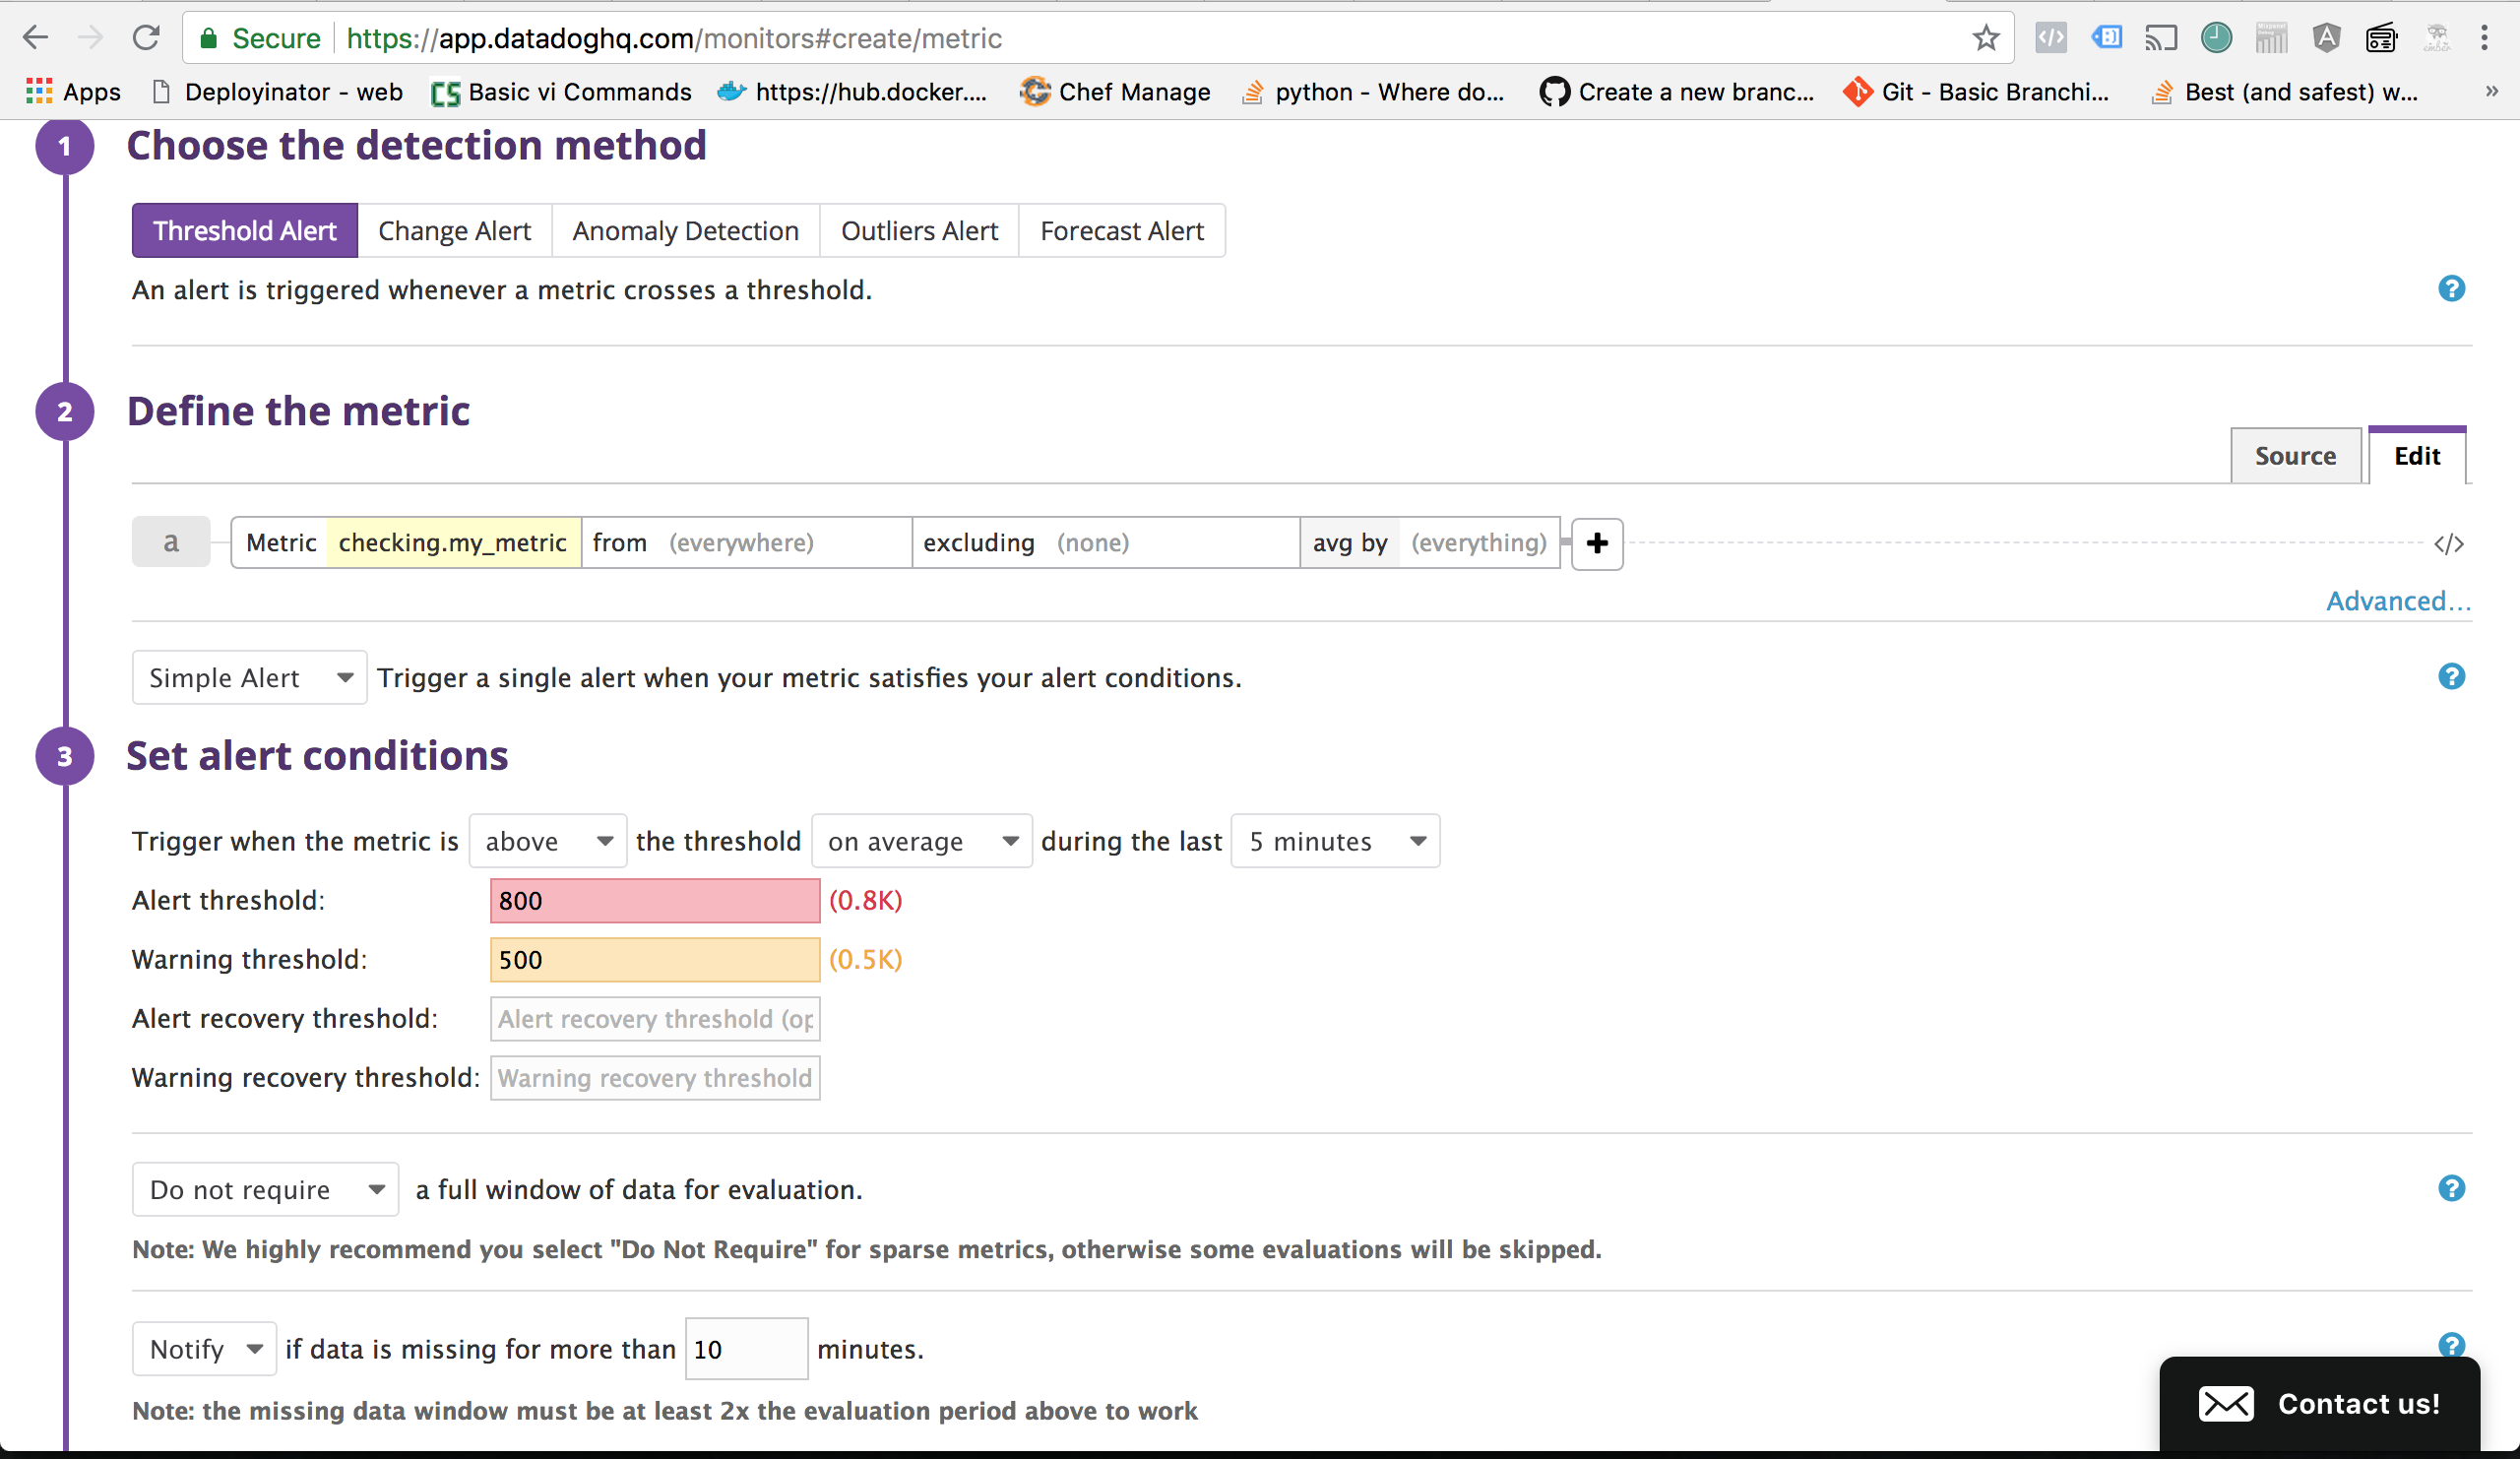 Secure https://app.datadoghq.com/monitors#create/metric
Apps Deployinator - web CS Basic vi Commands https://hub.docker.... Chef Manage python - Where do... Create a new branc... Git - Basic Branchi... Best (and safest) w... »
1 Choose the detection method
Threshold Alert Change Alert Anomaly Detection Outliers Alert Forecast Alert
An alert is triggered whenever a metric crosses a threshold. ?
2 Define the metric
Source Edit
a Metric checking.my_metric from (everywhere) excluding (none) avg by (everything) + </>
Advanced...
Simple Alert Trigger a single alert when your metric satisfies your alert conditions. ?
3 Set alert conditions
Trigger when the metric is above the threshold on average during the last 5 minutes
Alert threshold: 800 (0.8K)
Warning threshold: 500 (0.5K)
Alert recovery threshold: Alert recovery threshold (op
Warning recovery threshold: Warning recovery threshold
Do not require a full window of data for evaluation. ?
Note: We highly recommend you select "Do Not Require" for sparse metrics, otherwise some evaluations will be skipped.
Notify if data is missing for more than 10 minutes. ?
Note: the missing data window must be at least 2x the evaluation period above to work
Contact us!